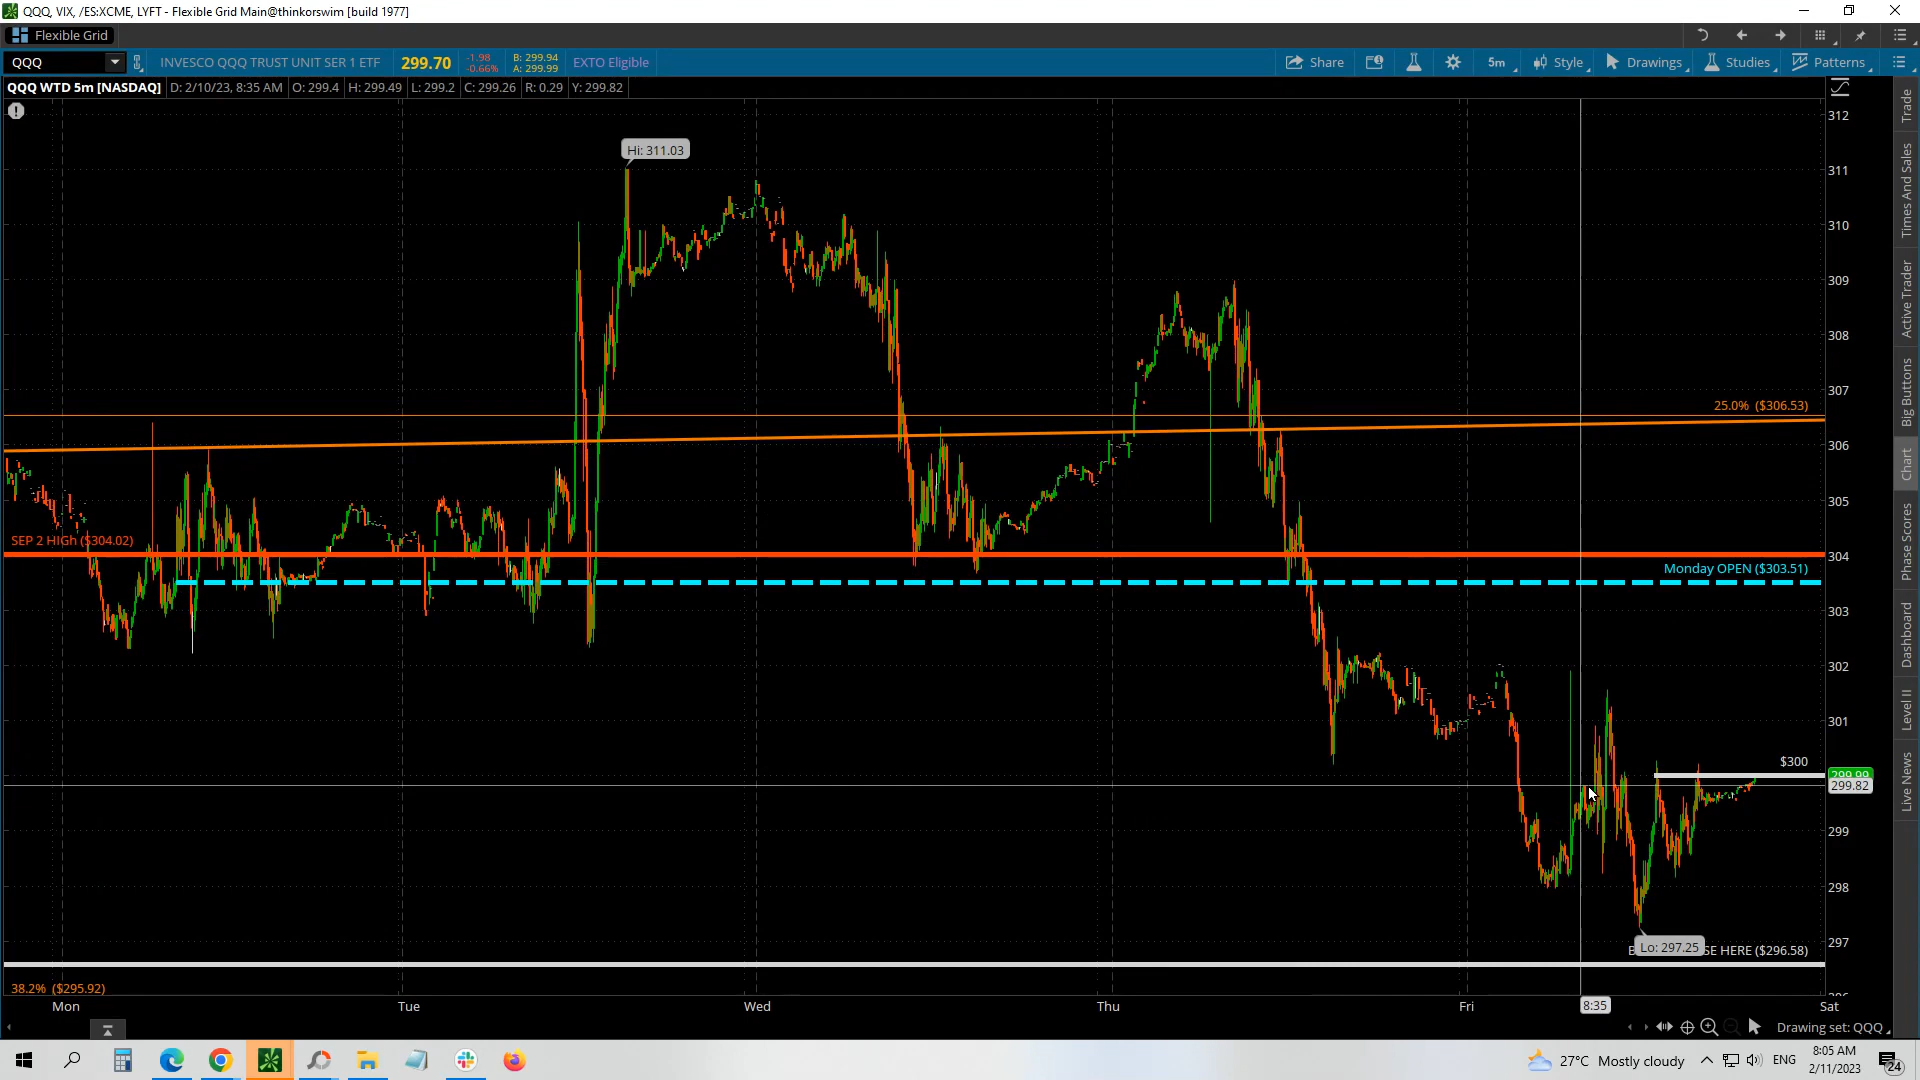 QQQ, VIX, /ES:XCME, LYFT - Flexible Grid Main@thinkorswim [build 1977]
Flexible Grid
QQQ
INVESCO QQQ TRUST UNIT SER 1 ETF
299.70
-1.98
-0.66%
B: 299.94
A: 299.99
EXTO Eligible
Share
5m
Style
Drawings
Studies
Patterns
QQQ WTD 5m [NASDAQ]
D: 2/10/23, 8:35 AM
O: 299.4
H: 299.49
L: 299.2
C: 299.26
R: 0.29
Y: 299.82
Hi: 311.03
25.0% ($306.53)
SEP 2 HIGh ($304.02)
Monday OPEN ($303.51)
$300
Lo: 297.25
SE HERE ($296.58)
38.2% ($295.92)
312
311
310
309
308
307
306
305
304
303
302
301
299.99
299.82
299
298
297
Mon
Tue
Wed
Thu
Fri
8:35
Sat
Drawing set: QQQ
Trade
Times And Sales
Active Trader
Big Buttons
Chart
Phase Scores
Dashboard
Level II
Live News
27°C Mostly cloudy
ENG
8:05 AM
2/11/2023
24